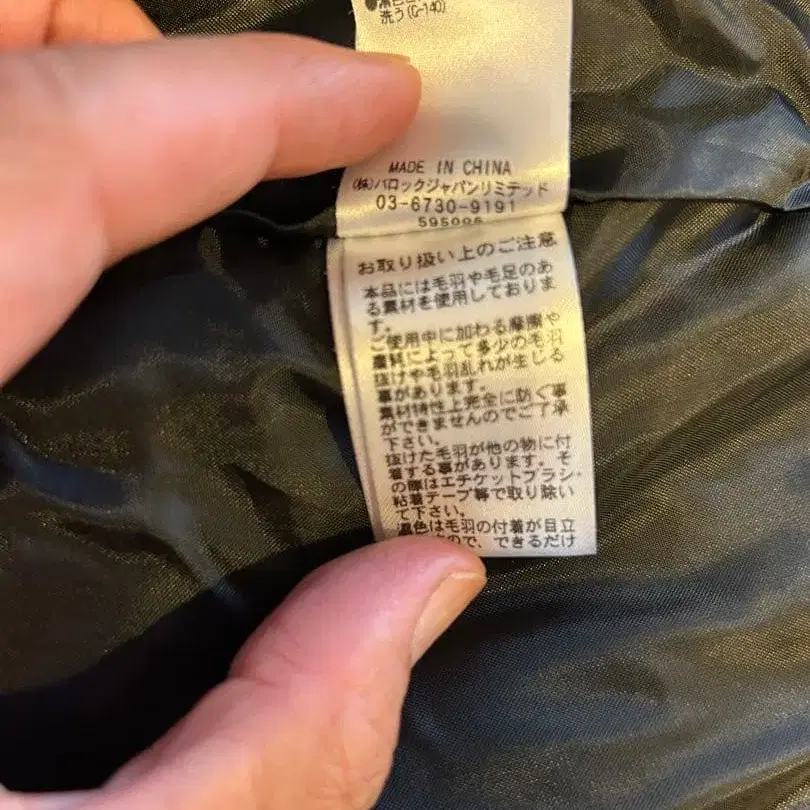 洗う(G-140)
MADE IN CHINA
(株)バロックジャパンリミテッド
03-6730-9191
595006
お取り扱い上のご注意
本品には毛羽や毛足のあ
る素材を使用しておりま
す。
ご使用中に加わる摩擦や
磨耗によって多少の毛羽
抜けや毛羽乱れが生じる
事があります。
素材特性上完全に防ぐ事
ができませんのでご了承
下さい。
抜けた毛羽が他の物に付
着する事があります。そ
の際はエチケットブラシ・
粘着テープ等で取り除い
て下さい。
濃色は毛羽の付着が目立
ので、できるだけ